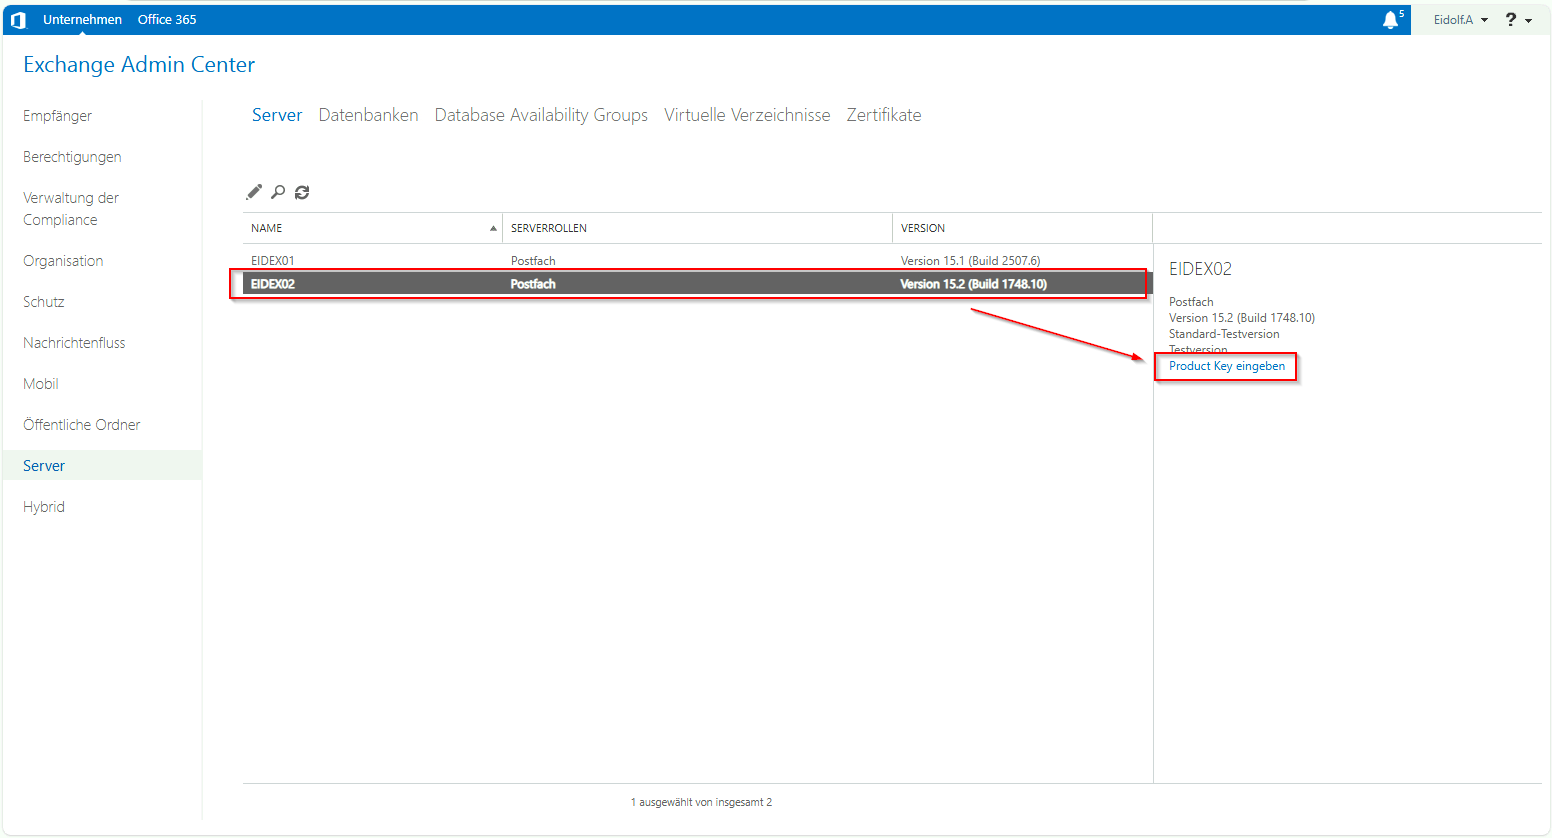 Unternehmen Office 365 5 Eidolf.A ?
Exchange Admin Center
Empfänger
Berechtigungen
Verwaltung der
Compliance
Organisation
Schutz
Nachrichtenfluss
Mobil
Öffentliche Ordner
Server
Hybrid
Server Datenbanken Database Availability Groups Virtuelle Verzeichnisse Zertifikate
NAME SERVERROLLEN VERSION
EIDEX01 Postfach Version 15.1 (Build 2507.6)
EIDEX02 Postfach Version 15.2 (Build 1748.10)
EIDEX02
Postfach
Version 15.2 (Build 1748.10)
Standard-Testversion
Testversion
Product Key eingeben
1 ausgewählt von insgesamt 2